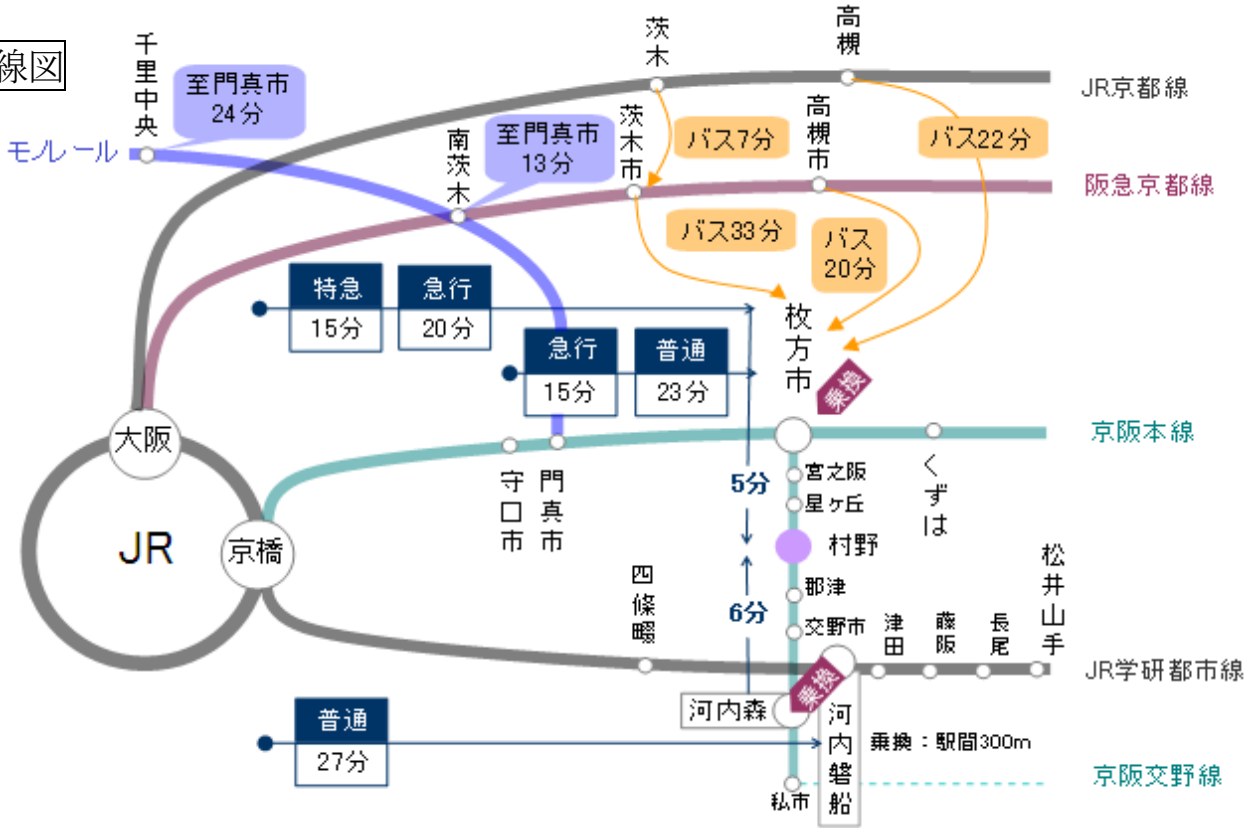 線図
千里中央
至門真市
24分
モノレール
南茨木
至門真市
13分
茨木
高槻
JR京都線
茨木市
バス7分
高槻市
バス22分
阪急京都線
バス33分
バス
20分
特急
15分
急行
20分
急行
15分
普通
23分
枚方市
乗換
大阪
京阪本線
守口市
門真市
くずは
JR
京橋
5分
宮之阪
星ヶ丘
村野
6分
郡津
交野市
四條畷
津田
藤阪
長尾
松井山手
JR学研都市線
乗換
河内森
河内磐船
乗換：駅間300m
普通
27分
私市
京阪交野線